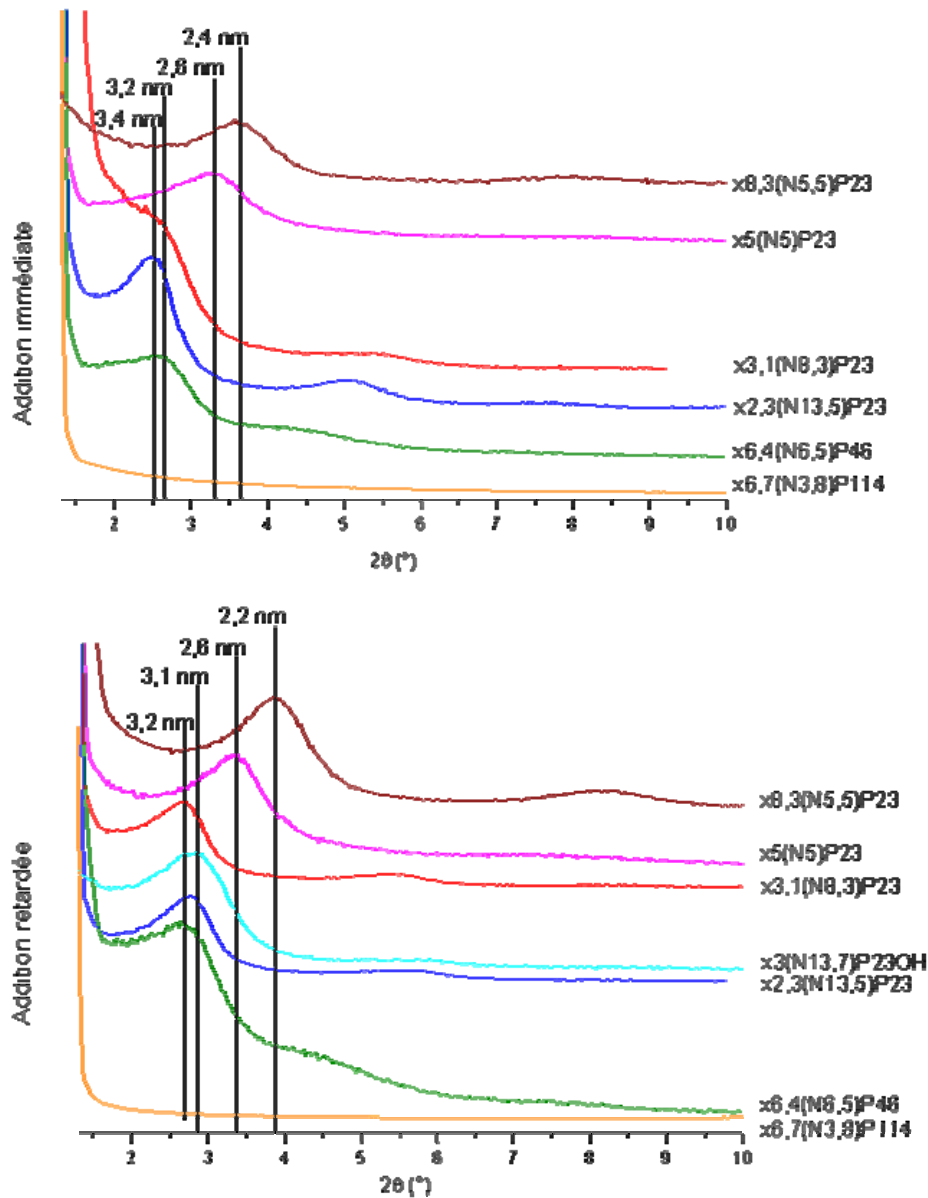 2,4 nm
2,6 nm
3,2 nm
3,4 nm
x8,3(N5,5)P23
x5(N5)P23
x3,1(N8,3)P23
x2,3(N13,5)P23
x6,4(N6,5)P46
x6,7(N3,8)P114
Addition immédiate
2 3 4 5 6 7 8 9 10
2θ (°)
2,2 nm
2,6 nm
3,1 nm
3,2 nm
x8,3(N5,5)P23
x5(N5)P23
x3,1(N8,3)P23
x3(N13,7)P23OH
x2,3(N13,5)P23
x6,4(N6,5)P46
x6,7(N3,8)P114
Addition retardée
2 3 4 5 6 7 8 9 10
2θ (°)